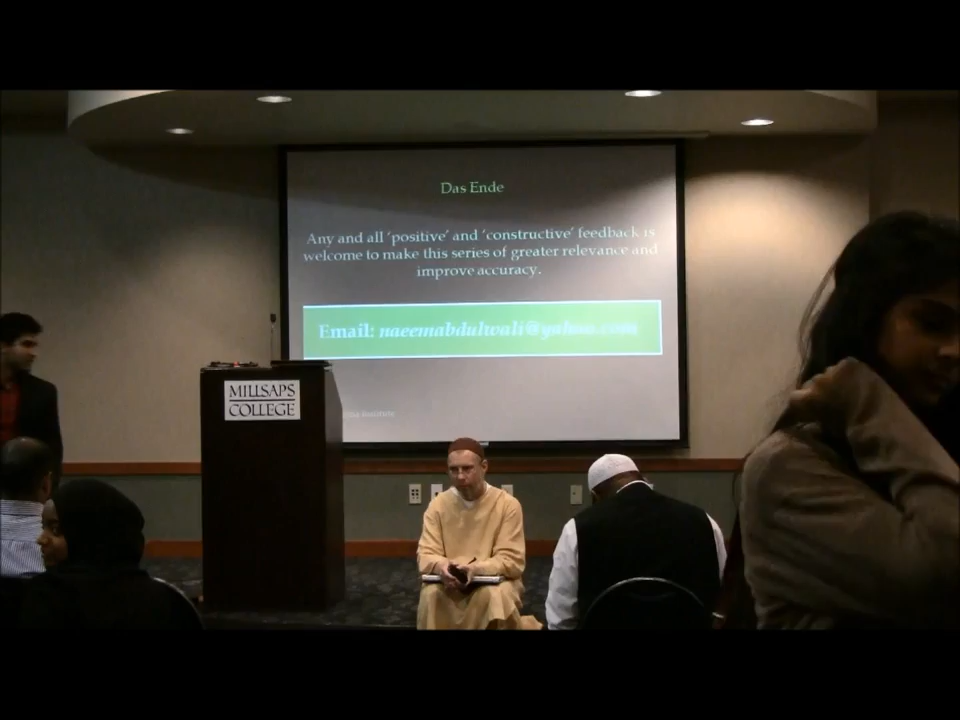 Das Ende
Any and all 'positive' and 'constructive' feedback is
welcome to make this series of greater relevance and
improve accuracy.
Email: naeemabdulwali@yahoo.com
MILLSAPS
COLLEGE
Institute